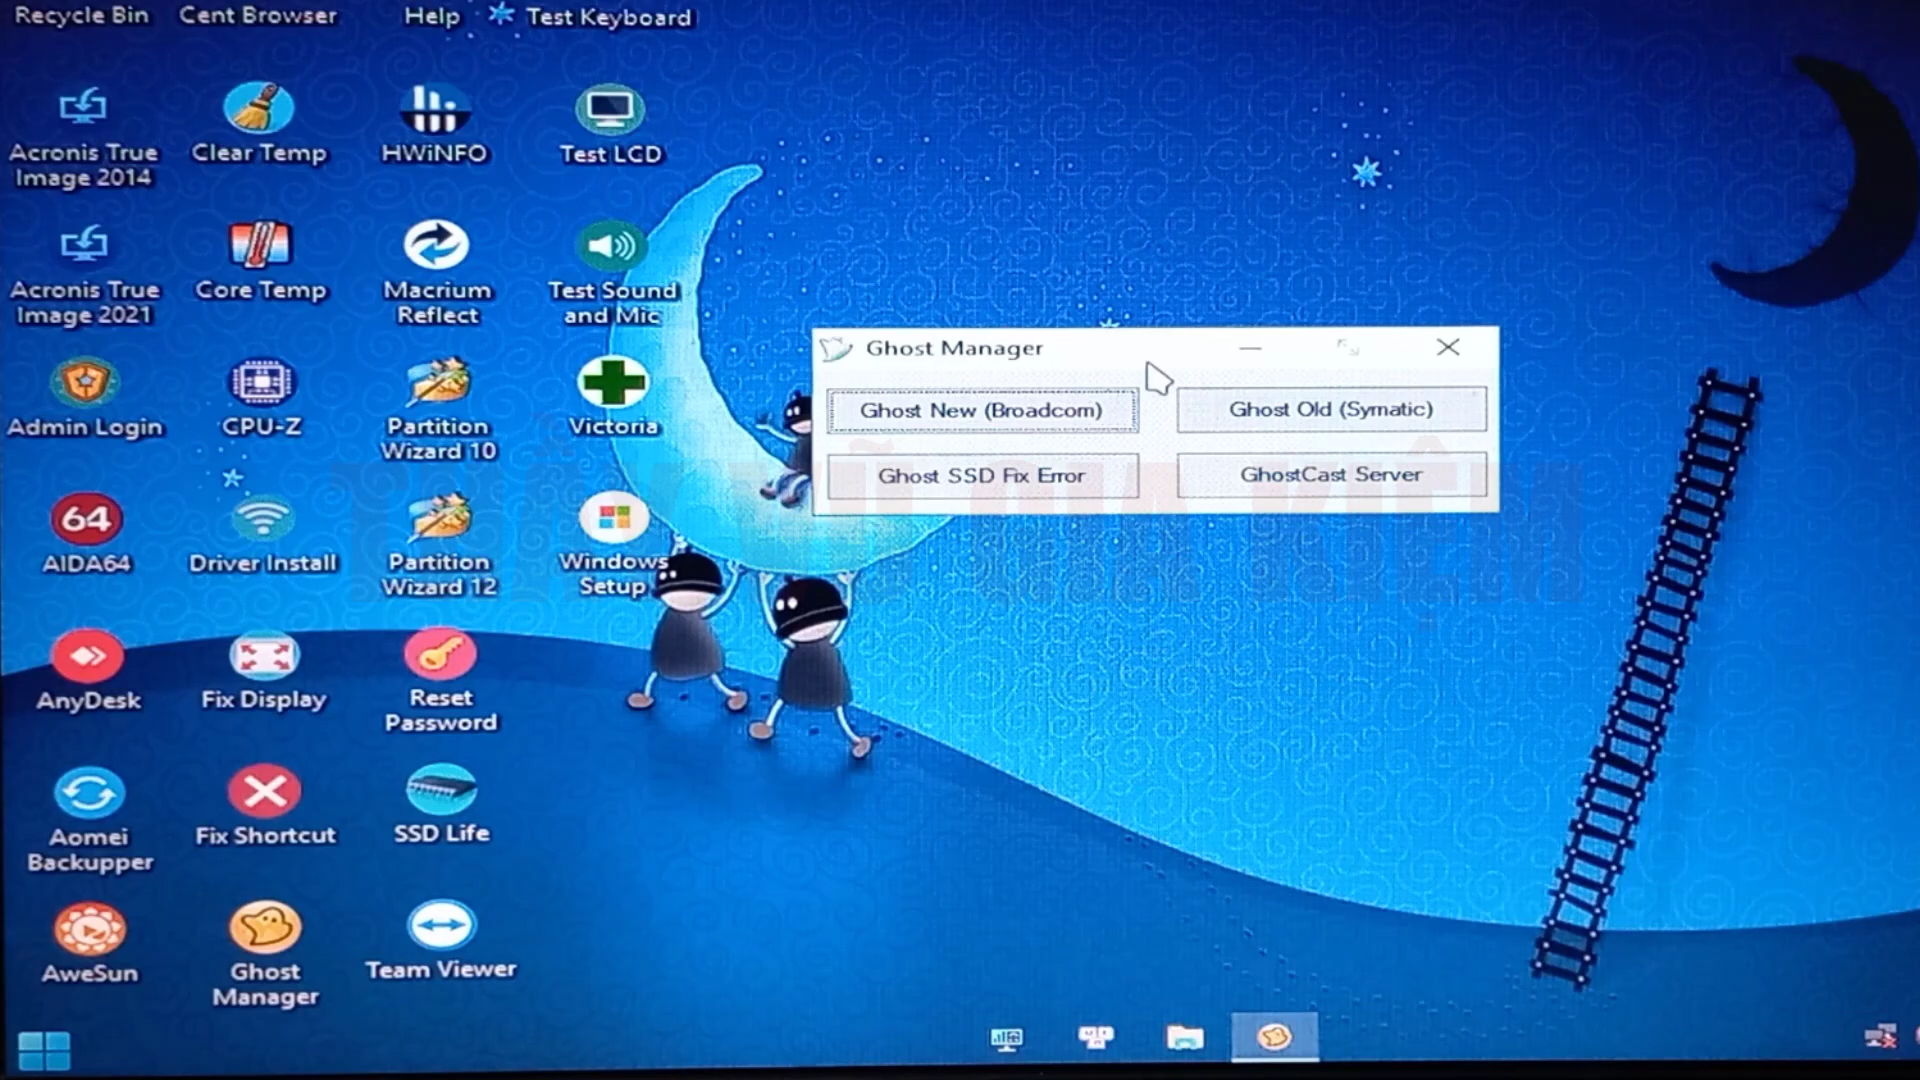 Recycle Bin
Cent Browser
Help
Test Keyboard
Acronis True
Image 2014
Clear Temp
HWiNFO
Test LCD
Acronis True
Image 2021
Core Temp
Macrium
Reflect
Test Sound
and Mic
Admin Login
CPU-Z
Partition
Wizard 10
Victoria
64
AIDA64
Driver Install
Partition
Wizard 12
Windows
Setup
AnyDesk
Fix Display
Reset
Password
Aomei
Backupper
Fix Shortcut
SSD Life
AweSun
Ghost
Manager
Team Viewer
Ghost Manager
Ghost New (Broadcom)
Ghost Old (Symatic)
Ghost SSD Fix Error
GhostCast Server